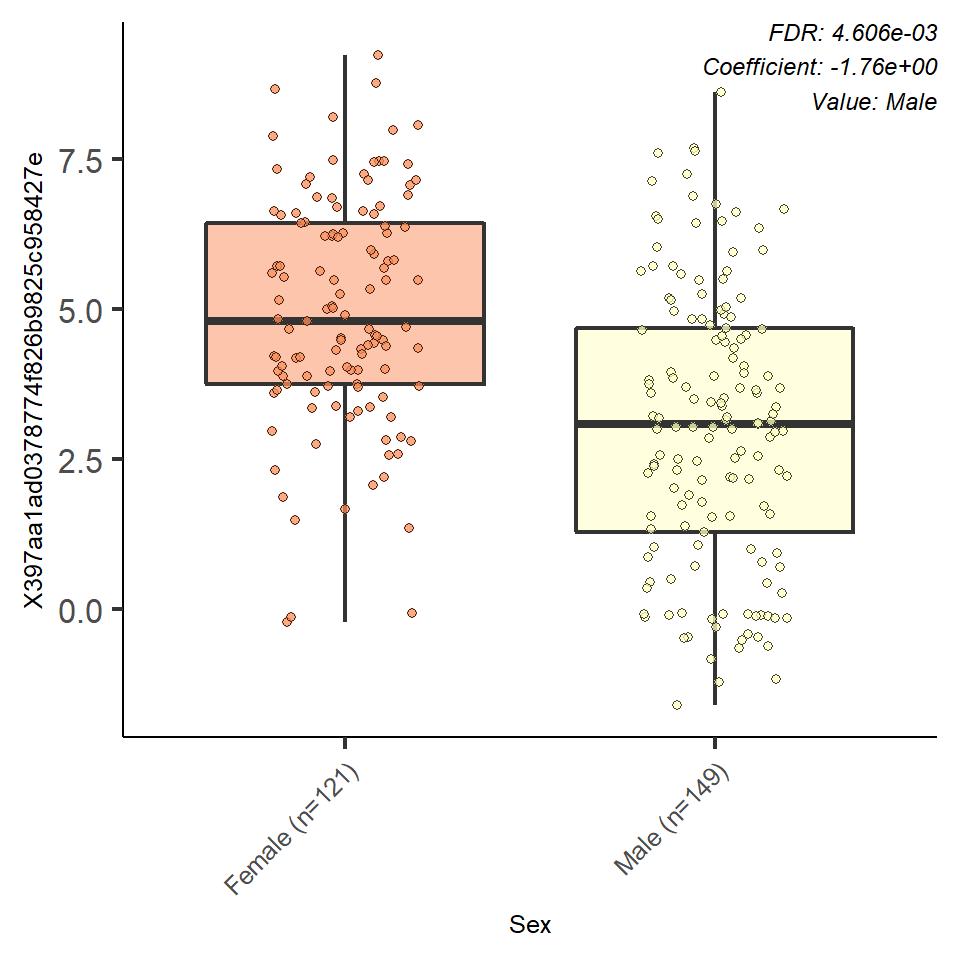 FDR: 4.606e-03
Coefficient: -1.76e+00
Value: Male
X397aa1ad0378774f826b9825c958427e
7.5
5.0
2.5
0.0
Female (n=121)
Male (n=149)
Sex